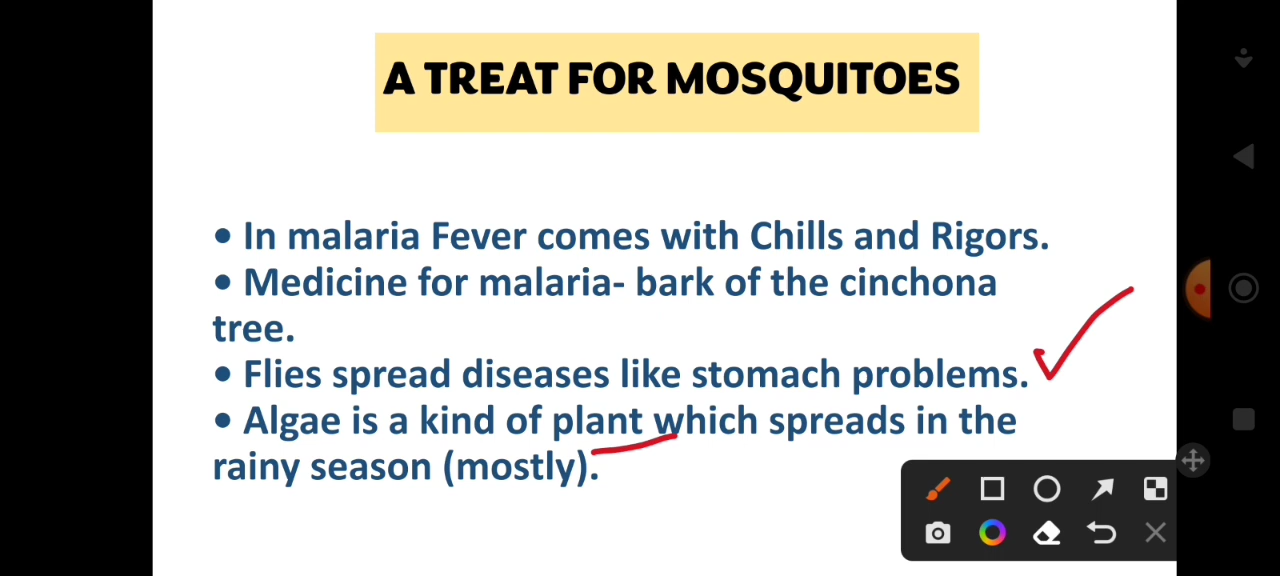 A TREAT FOR MOSQUITOES
• In malaria Fever comes with Chills and Rigors.
• Medicine for malaria- bark of the cinchona
tree.
• Flies spread diseases like stomach problems.
• Algae is a kind of plant which spreads in the
rainy season (mostly).